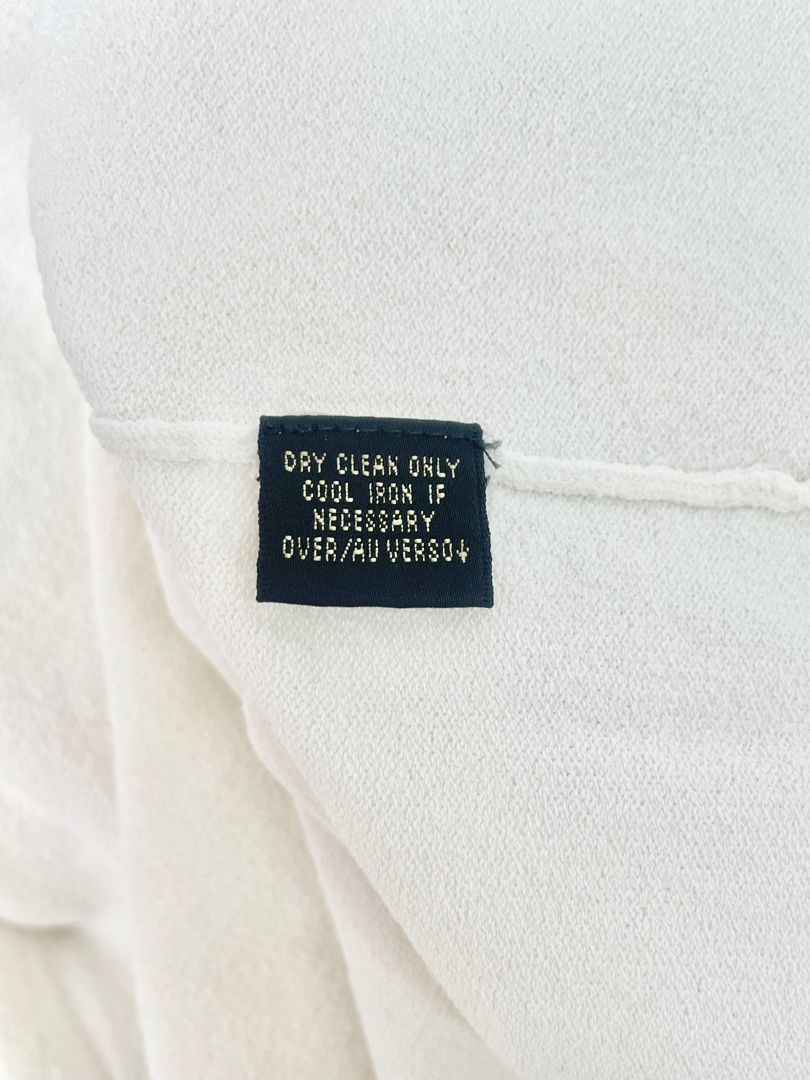 DRY CLEAN ONLY
COOL IRON IF
NECESSARY
OVER/AU VERSO↓